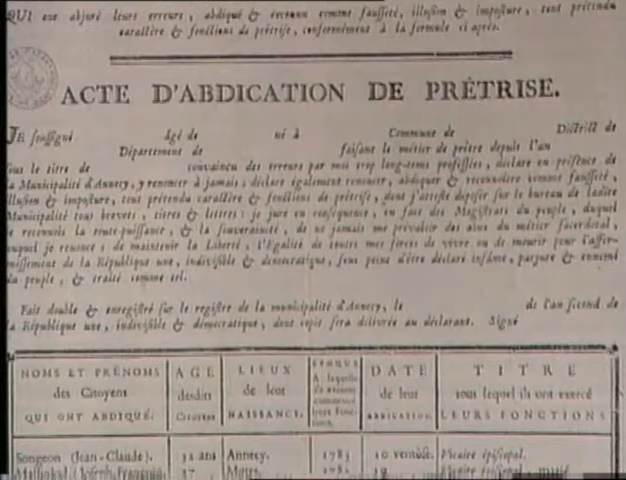 QUI ont abjuré leurs erreurs, abdiqué & reconnu comme fausseté, illusion & imposture, tout prétendu
caractère & fonctions de prêtrise, conformément à la formule ci après.
ACTE D'ABDICATION DE PRÊTRISE.
JE soussigné âgé de né à Commune de District de
Département de faisant le métier de prêtre depuis l'an
sous le titre de convaincu des erreurs par moi trop long-temps professées, déclare en présence de
la Municipalité d'Annecy, y renoncer à jamais; déclare également renoncer, abdiquer & reconnoître comme fausseté,
illusion & imposture, tout prétendu caractère & fonctions de prêtrise, dont j'atteste déposer sur le bureau de ladite
Municipalité tous brevets, titres & lettres: je jure en conséquence, en face des Magistrats du peuple, duquel
je reconnois la toute-puissance, & la souveraineté, de ne jamais me prévaloir des abus du métier sacerdotal,
auquel je renonce; de maintenir la Liberté, l'Egalité de toutes mes forces de vivre ou de mourir pour l'affer-
missement de la République une, indivisible & démocratique, sous peine d'être déclaré infâme, parjure & ennemi
du peuple, & traité comme tel.
Fait double & enregistré sur le registre de la municipalité d'Annecy, le de l'an second de
la République une, indivisible & démocratique, dont copie sera délivrée au déclarant. Signé
NOMS ET PRÉNOMS AGE LIEUX EPOQUE DATE TITRE
des Citoyens desdits de leur A laquelle de leur sous lequel ils ont exercé
QUI ONT ABDIQUÉ. Citoyens NAISSANCE. ABDICATION LEURS FONCTIONS
Songeon (Jean-Claude). 32 ans Annecy. 1785 10 ventôse. Vicaire épiscopal.
(Joseph-François. Vicaire épiscopal